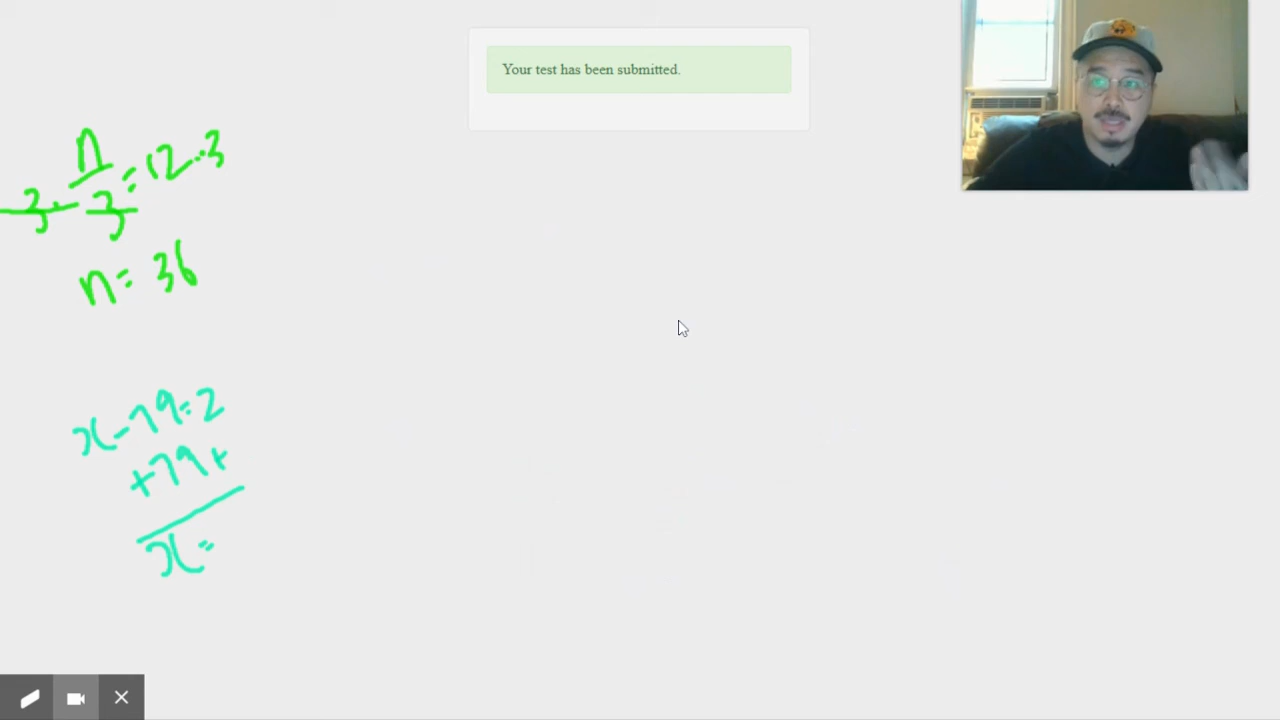 Your test has been submitted.
n
3 · — = 12 · 3
3
n = 36
x - 79 = 2
+79 +
x =